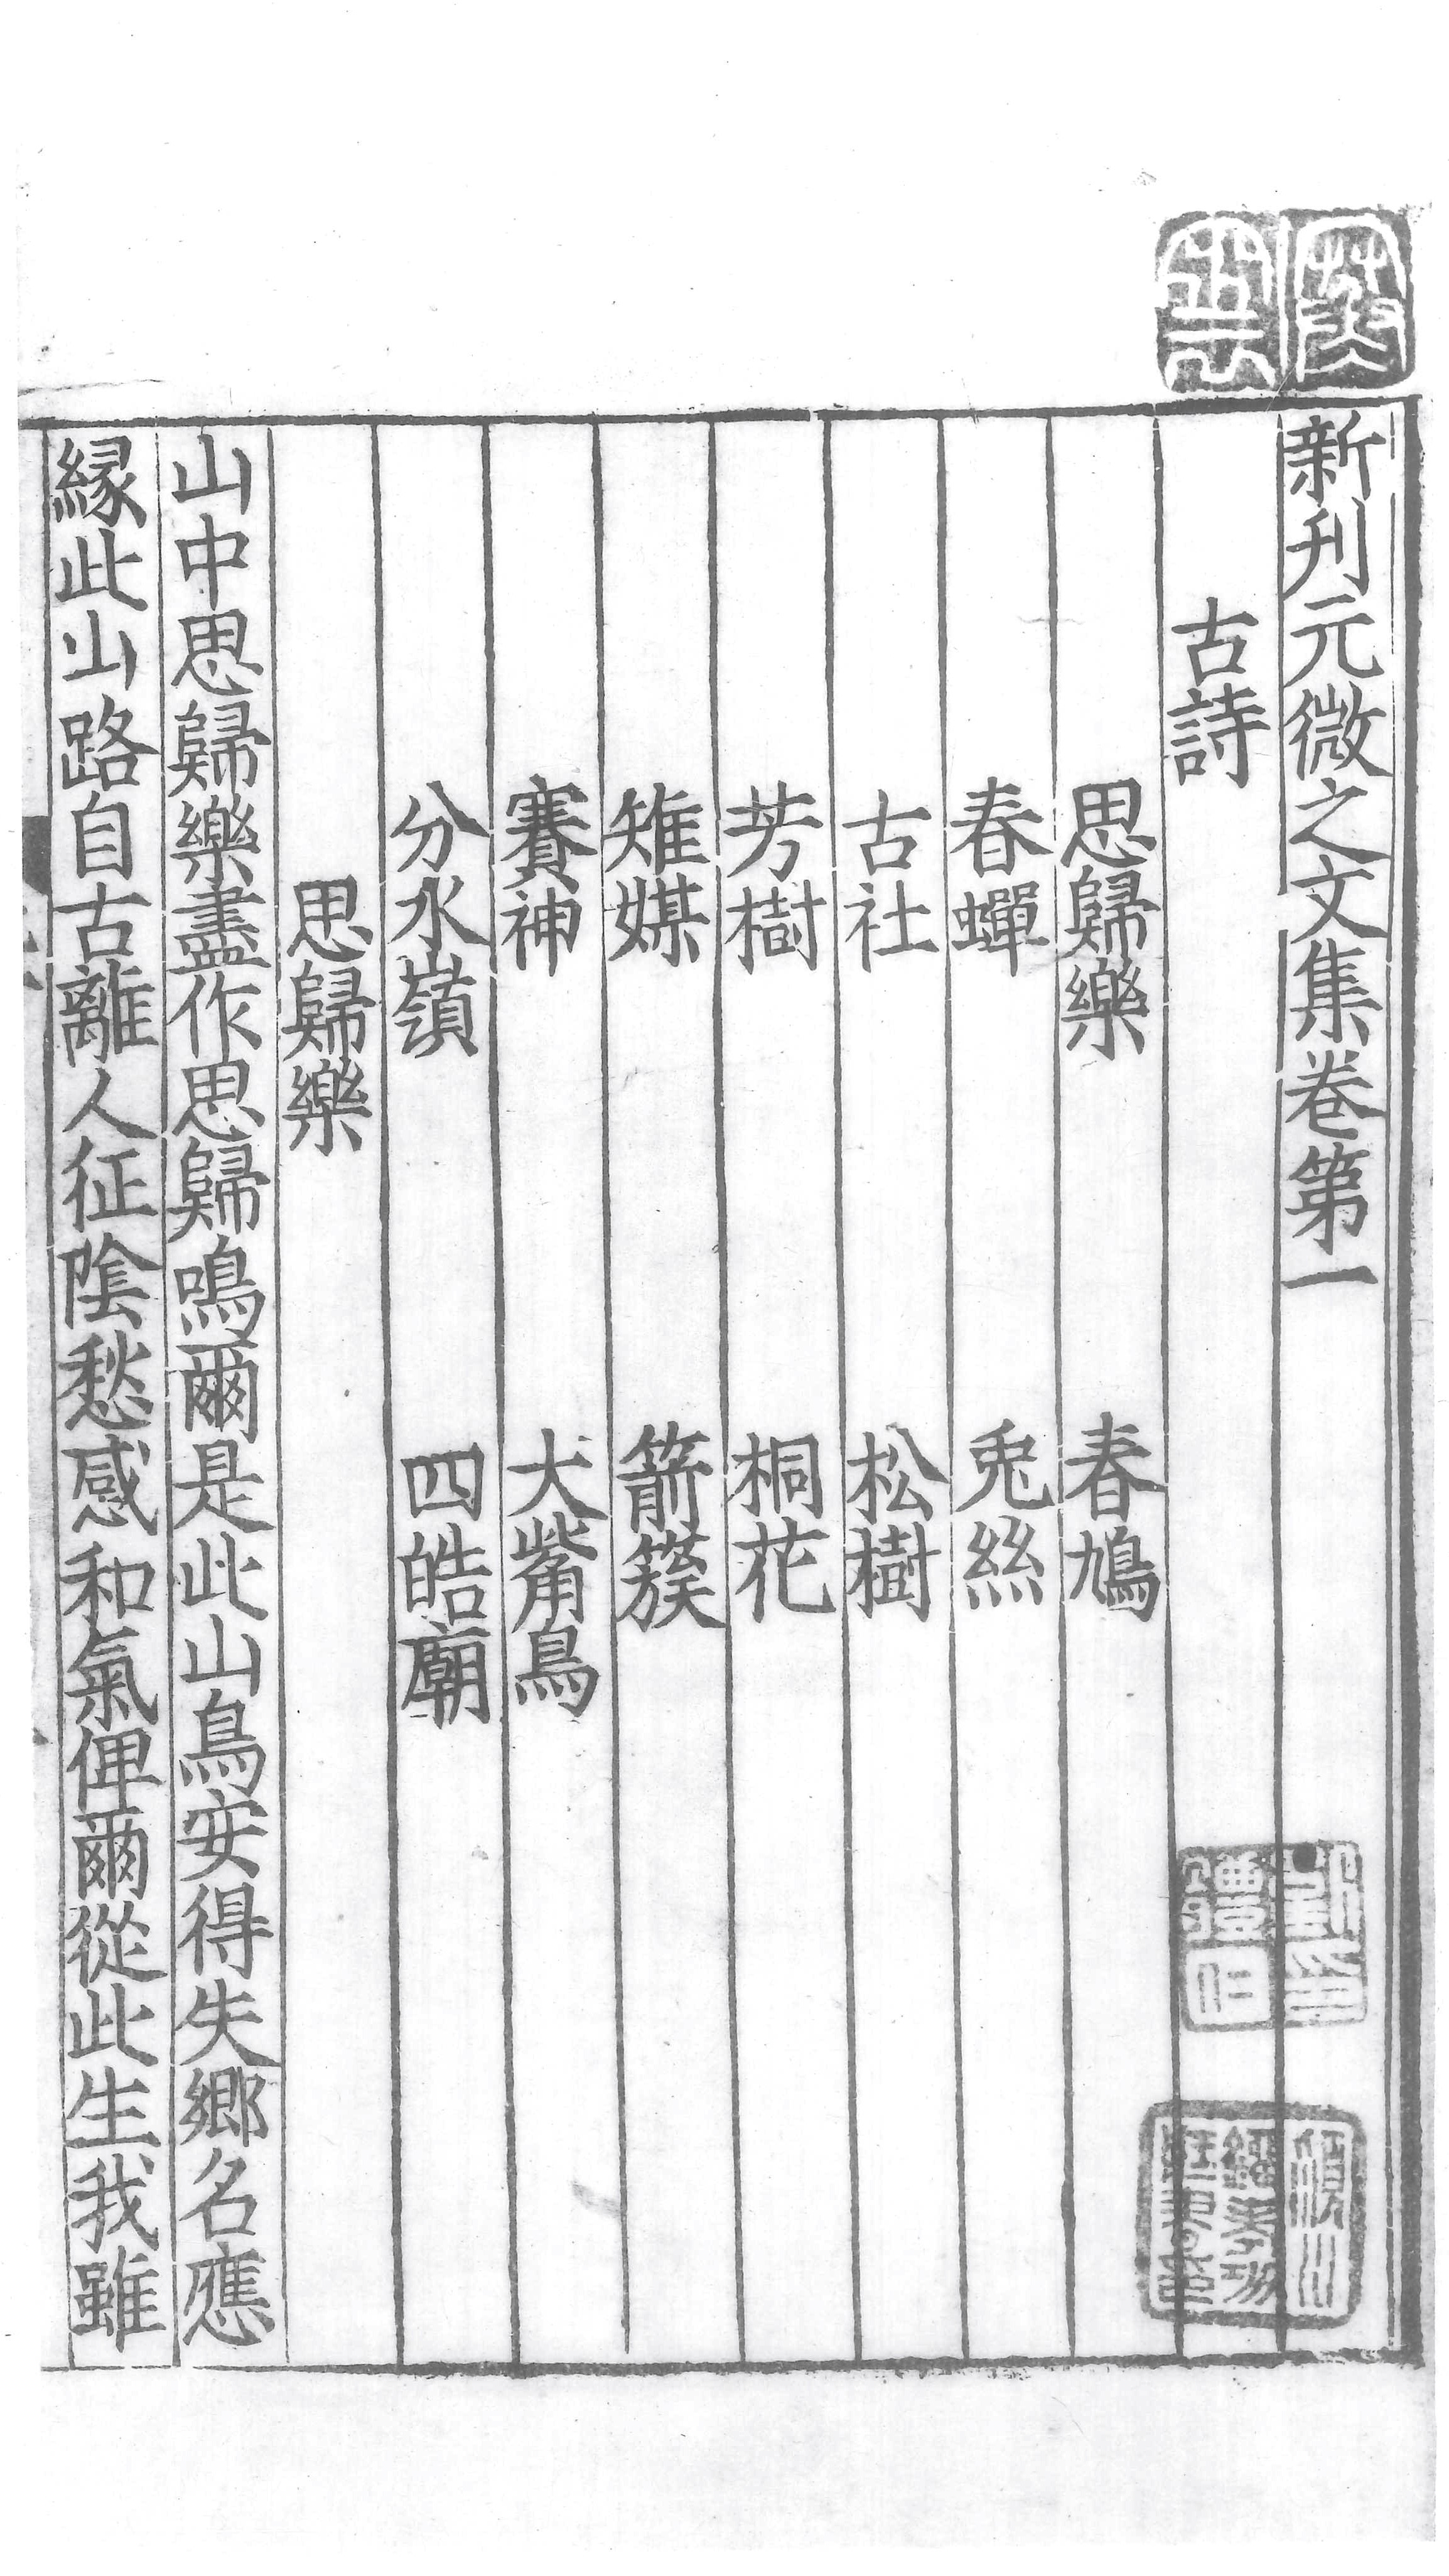 新刋元微之文集卷第一
古詩
思歸樂 春鳩
春蟬 兎絲
古社 松樹
芳樹 桐花
雉媒 箭鏃
賽神 大觜烏
分水嶺 四皓廟
思歸樂
山中思歸樂盡作思歸鳴爾是此山鳥安得失鄉名應
緣此山路自古離人征陰愁感和氣俾爾從此生我雖